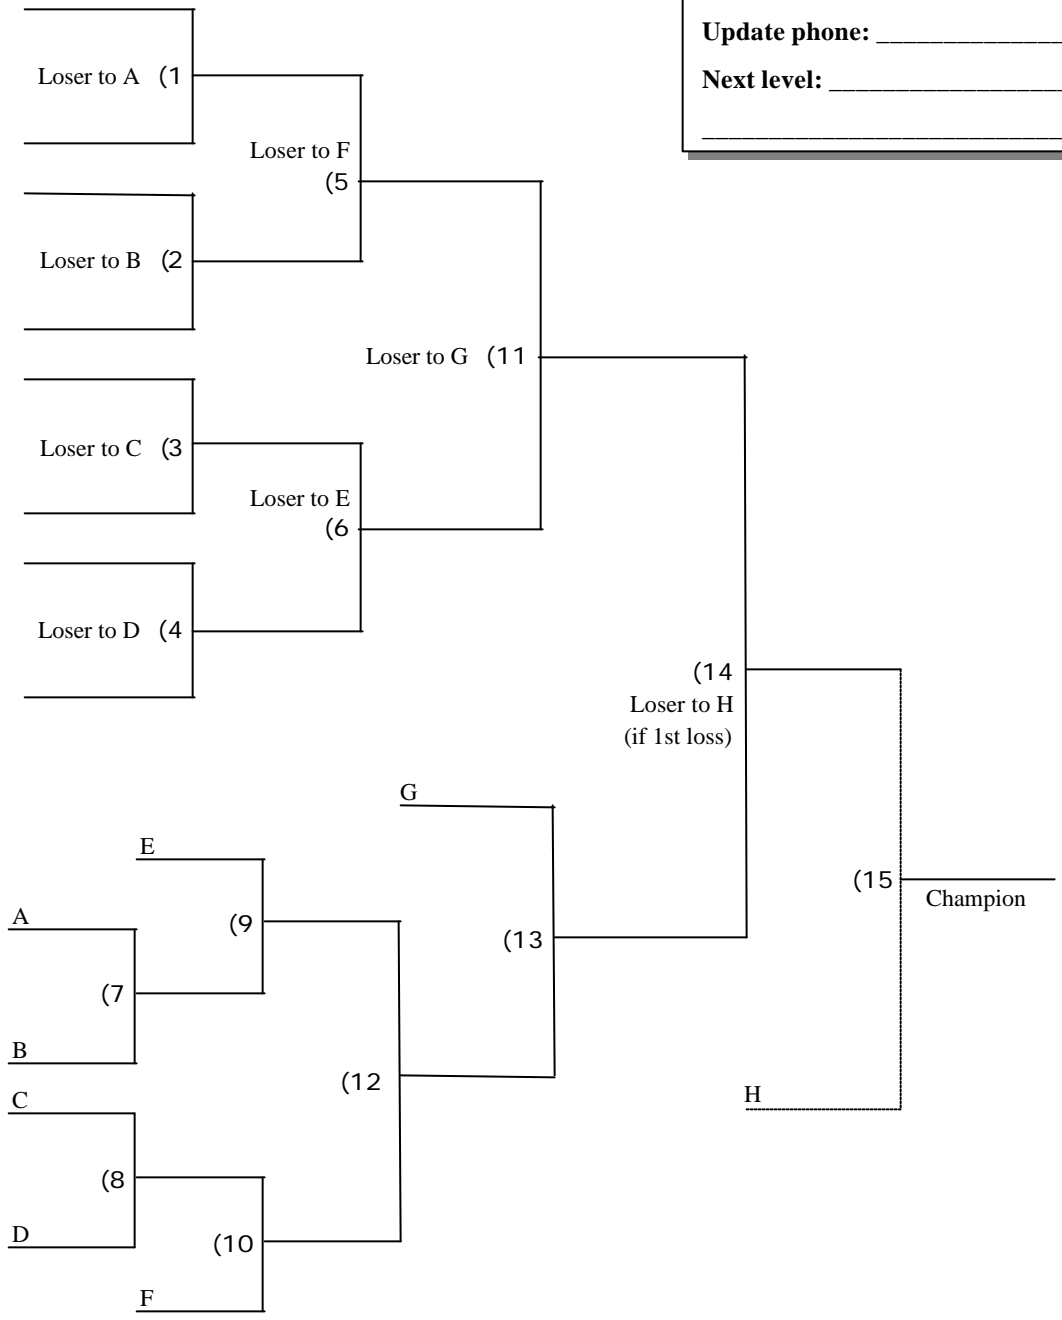 Update phone: ______________
Next level: __________________
___________________________
Loser to A (1
Loser to F
(5
Loser to B (2
Loser to G (11
Loser to C (3
Loser to E
(6
Loser to D (4
(14
Loser to H
(if 1st loss)
G
E
(9
(15
Champion
A
(13
(7
B
(12
C
H
(8
D
(10
F